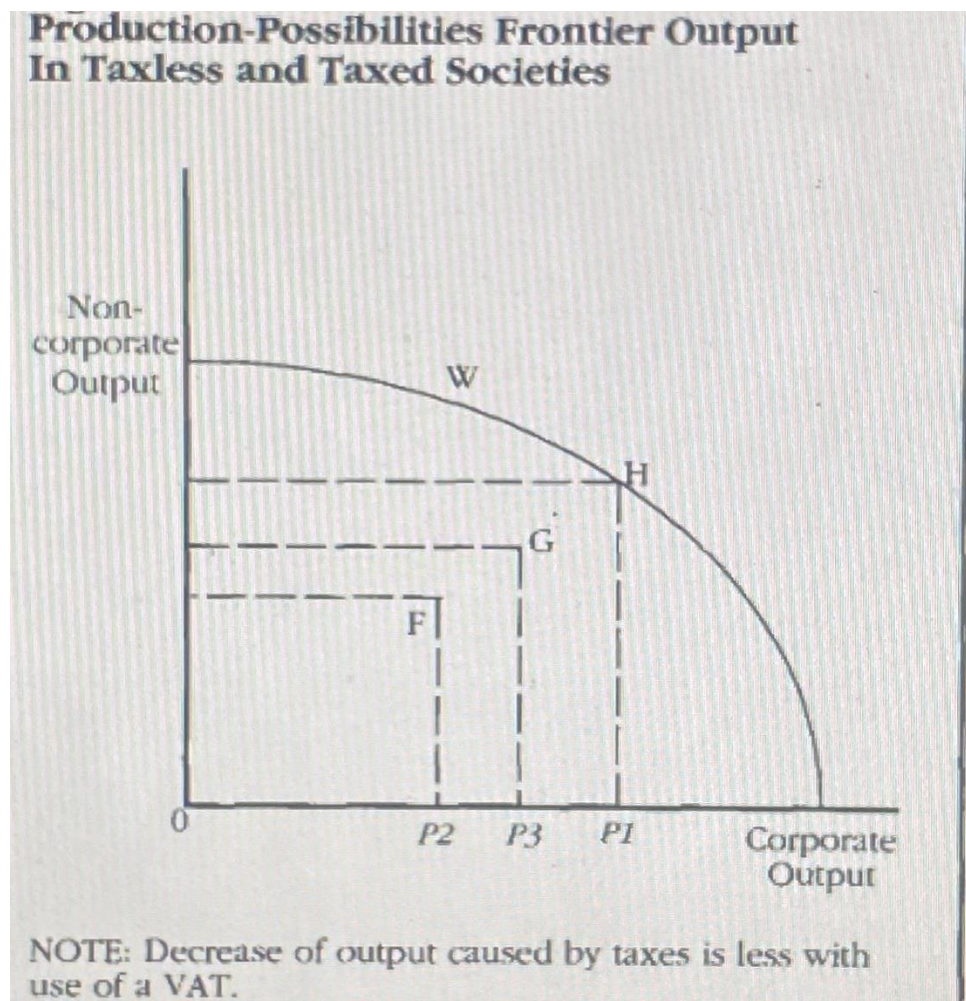 Production-Possibilities Frontier Output
In Taxless and Taxed Societies
Non-
corporate
Output
W
H
G
F
0
P2
P3
P1
Corporate
Output
NOTE: Decrease of output caused by taxes is less with
use of a VAT.